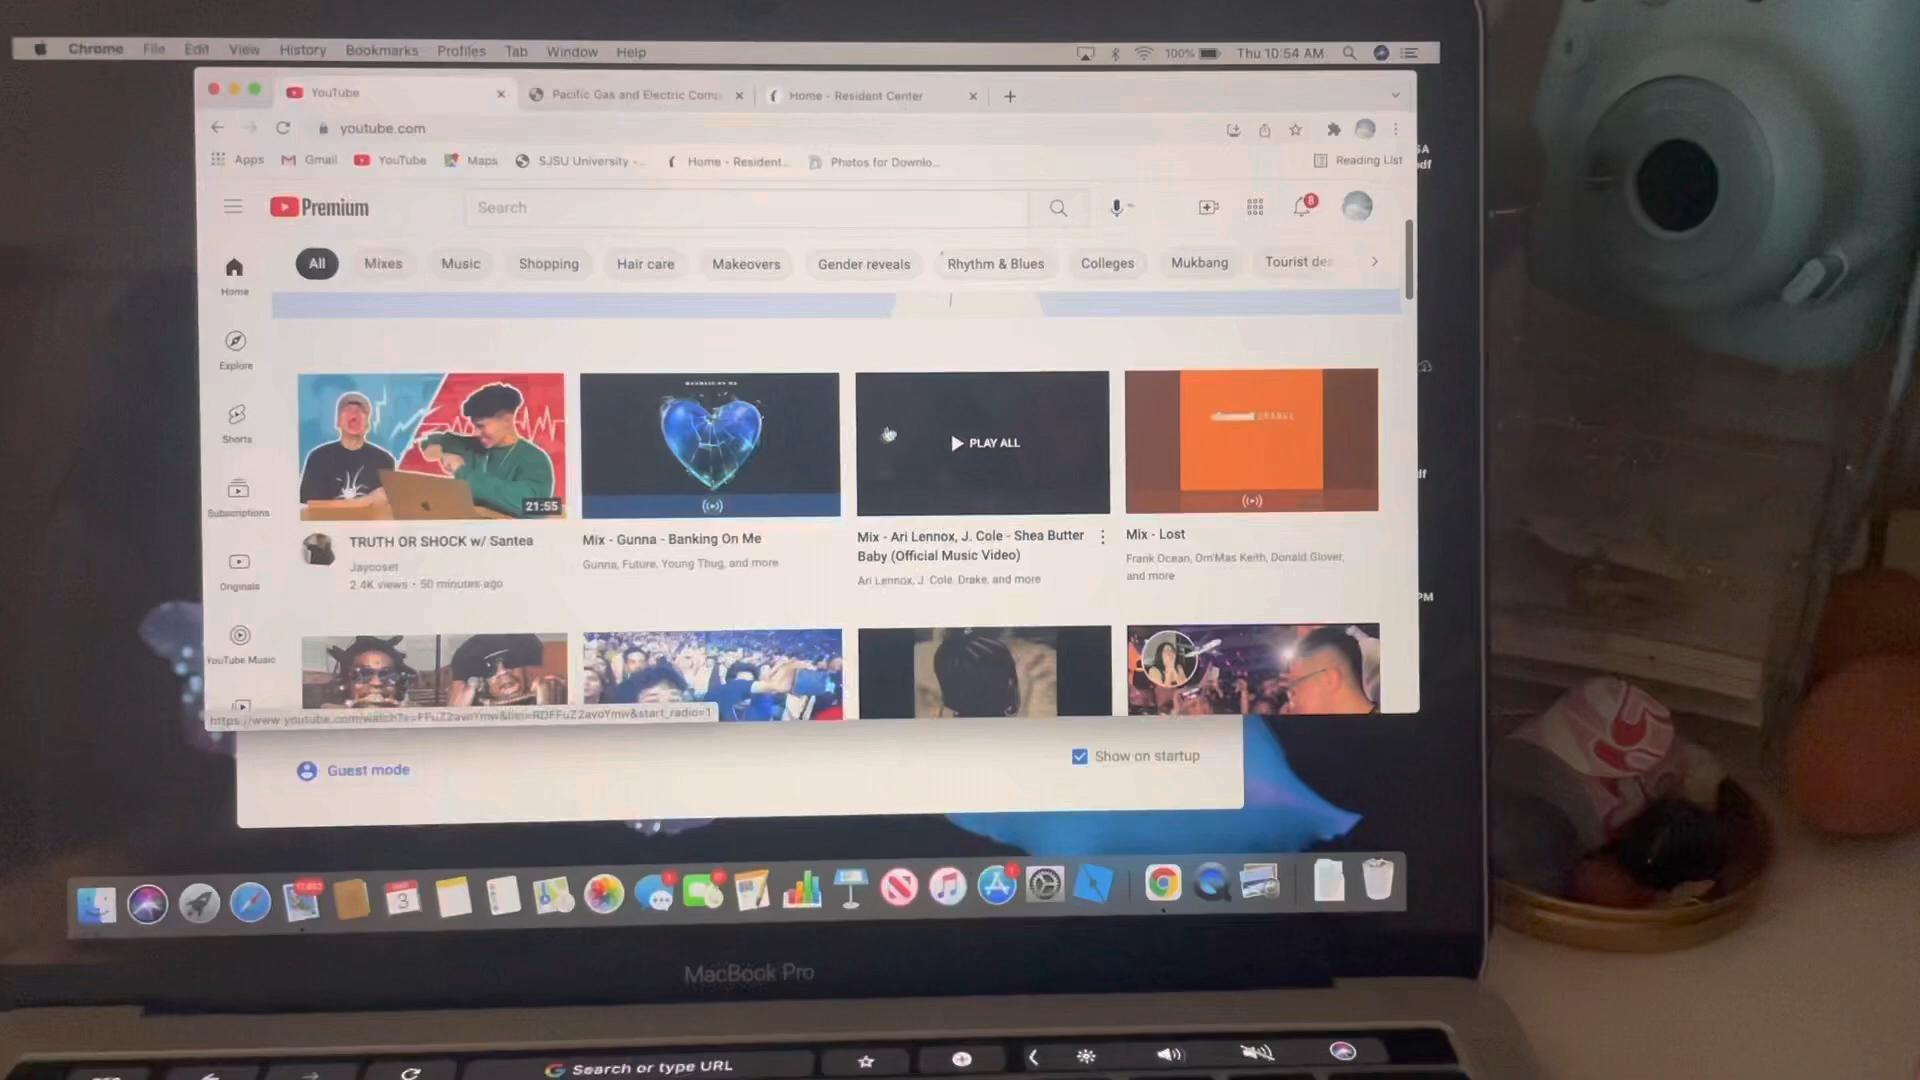 Chrome File Edit View History Bookmarks Profiles Tab Window Help 100% Thu 10:54 AM
YouTube Pacific Gas and Electric Comp Home - Resident Center
youtube.com
Apps Gmail YouTube Maps SJSU University -... Home - Resident... Photos for Downlo... Reading List
Premium Search 8
All Mixes Music Shopping Hair care Makeovers Gender reveals Rhythm & Blues Colleges Mukbang Tourist des
Home
Explore
Shorts
Subscriptions
Originals
YouTube Music
PLAY ALL
21:55
TRUTH OR SHOCK w/ Santea
Jaycoset
2.4K views • 50 minutes ago
Mix - Gunna - Banking On Me
Gunna, Future, Young Thug, and more
Mix - Ari Lennox, J. Cole - Shea Butter
Baby (Official Music Video)
Ari Lennox, J. Cole, Drake, and more
Mix - Lost
Frank Ocean, Om'Mas Keith, Donald Glover,
and more
PM
Guest mode
Show on startup
3
MacBook Pro
Search or type URL